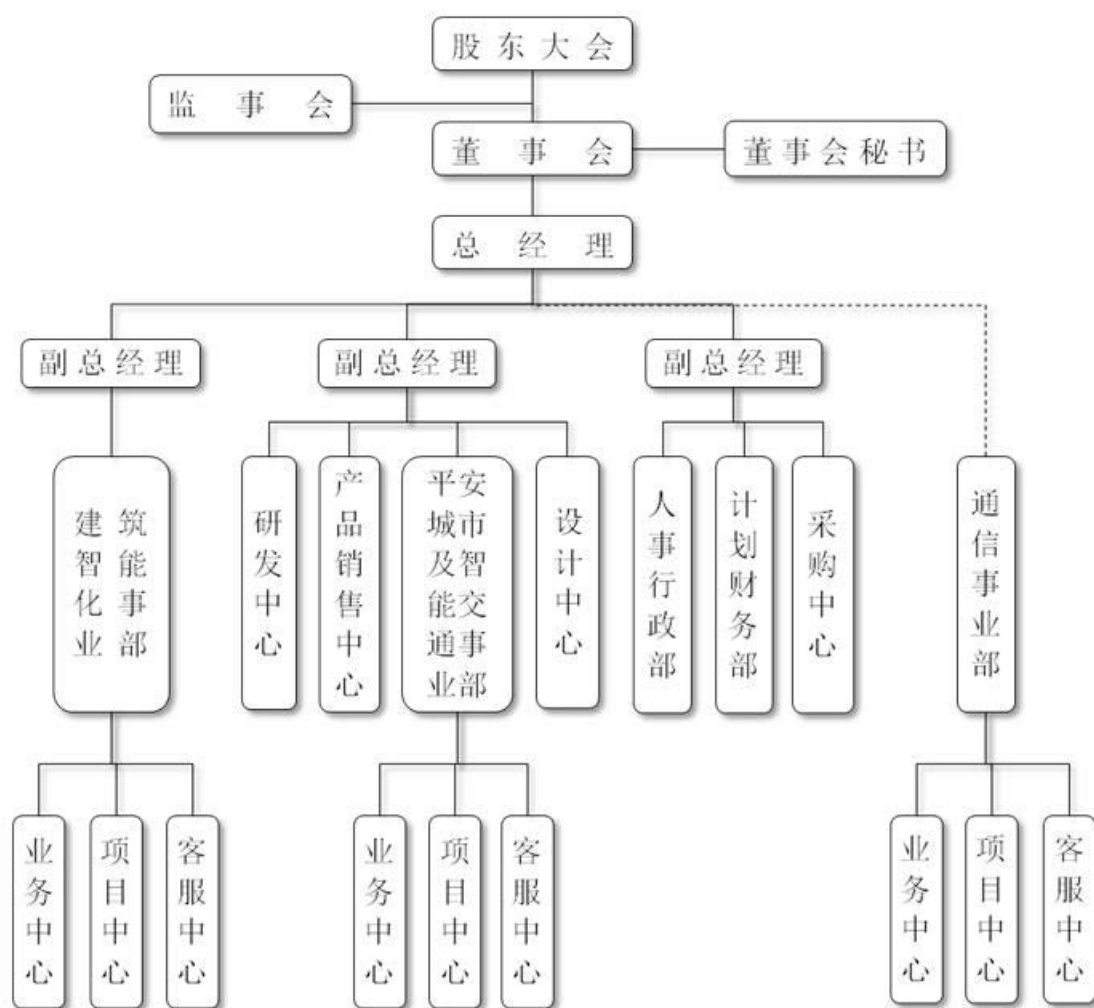 股东大会
监事会
董事会
董事会秘书
总经理
副总经理
副总经理
副总经理
建筑智能化事业部
研发中心
产品销售中心
平安城市及智能交通事业部
设计中心
人事行政部
计划财务部
采购中心
通信事业部
业务中心
项目中心
客服中心
业务中心
项目中心
客服中心
业务中心
项目中心
客服中心